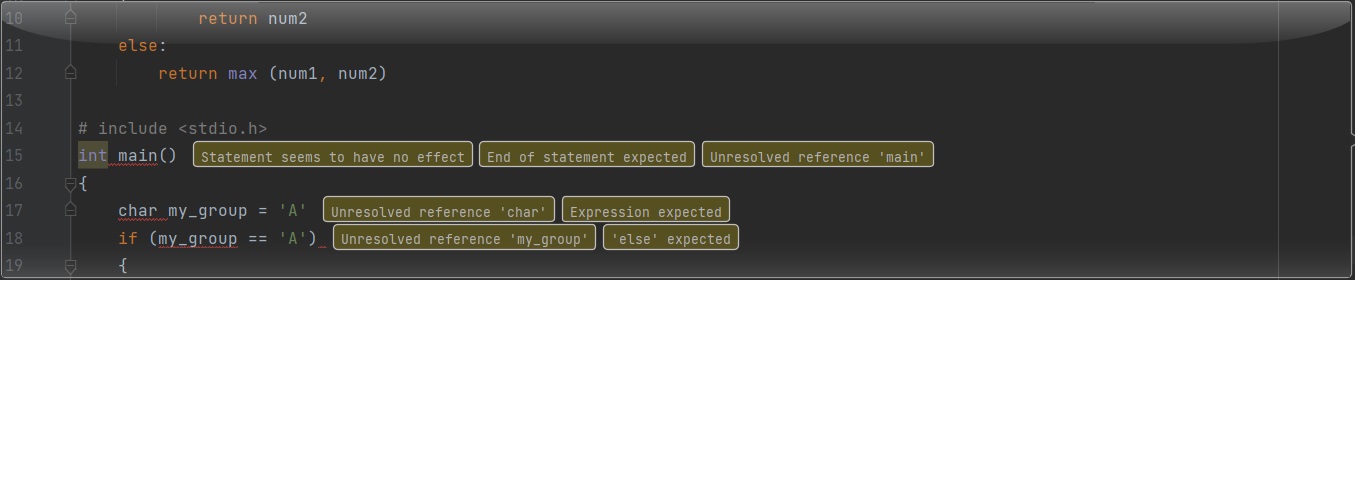 10 return num2
11 else:
12 return max (num1, num2)
13
14 # include <stdio.h>
15 int main() Statement seems to have no effect End of statement expected Unresolved reference 'main'
16 {
17 char my_group = 'A' Unresolved reference 'char' Expression expected
18 if (my_group == 'A') Unresolved reference 'my_group' 'else' expected
19 {